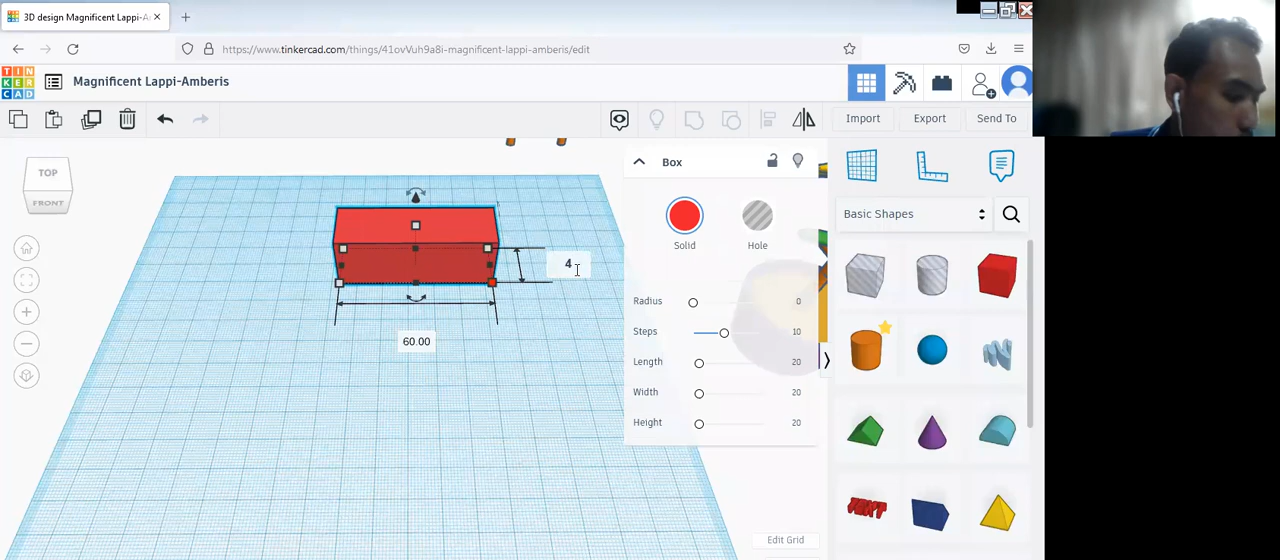 3D design Magnificent Lappi-A
https://www.tinkercad.com/things/41ovVuh9a8i-magnificent-lappi-amberis/edit
TIN
KER
CAD
Magnificent Lappi-Amberis
Import
Export
Send To
TOP
FRONT
Box
Solid
Hole
Radius
0
Steps
10
Length
20
Width
20
Height
20
4
60.00
Basic Shapes
TEXT
Edit Grid